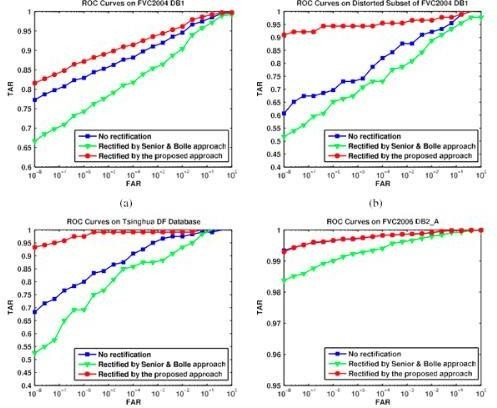 ROC Curves on FVC2004 DB1
1
0.95
0.9
0.85
0.8
0.75
0.7
0.65
0.6
TAR
No rectification
Rectified by Senior & Bolle approach
Rectified by the proposed approach
FAR
(a)
ROC Curves on Distorted Subset of FVC2004 DB1
1
0.95
0.9
0.85
0.8
0.75
0.7
0.65
0.6
0.55
0.5
0.45
0.4
TAR
No rectification
Rectified by Senior & Bolle approach
Rectified by the proposed approach
FAR
(b)
ROC Curves on Tsinghua DF Database
1
0.95
0.9
0.85
0.8
0.75
0.7
0.65
0.6
0.55
0.5
0.45
0.4
TAR
No rectification
Rectified by Senior & Bolle approach
Rectified by the proposed approach
FAR
ROC Curves on FVC2006 DB2_A
1
0.99
0.98
0.97
0.96
0.95
TAR
No rectification
Rectified by Senior & Bolle approach
Rectified by the proposed approach
FAR